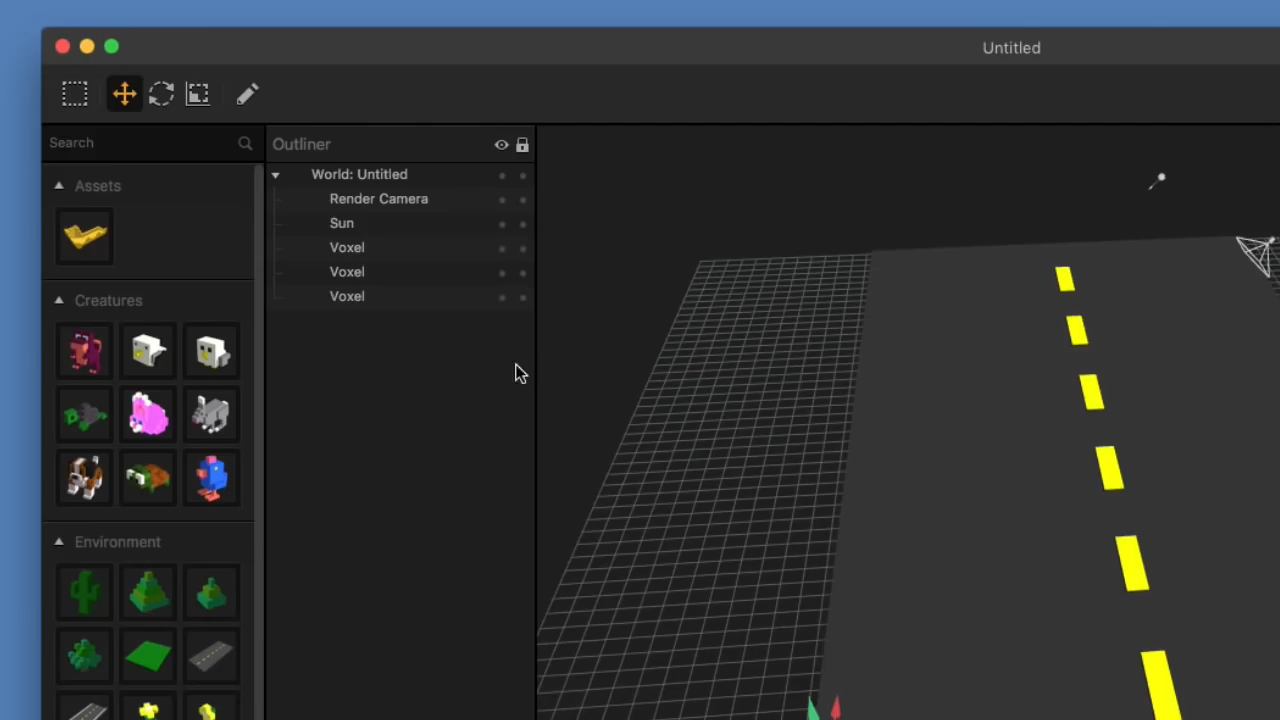 Untitled
Search
Outliner
Assets
World: Untitled
Render Camera
Sun
Voxel
Voxel
Voxel
Creatures
Environment